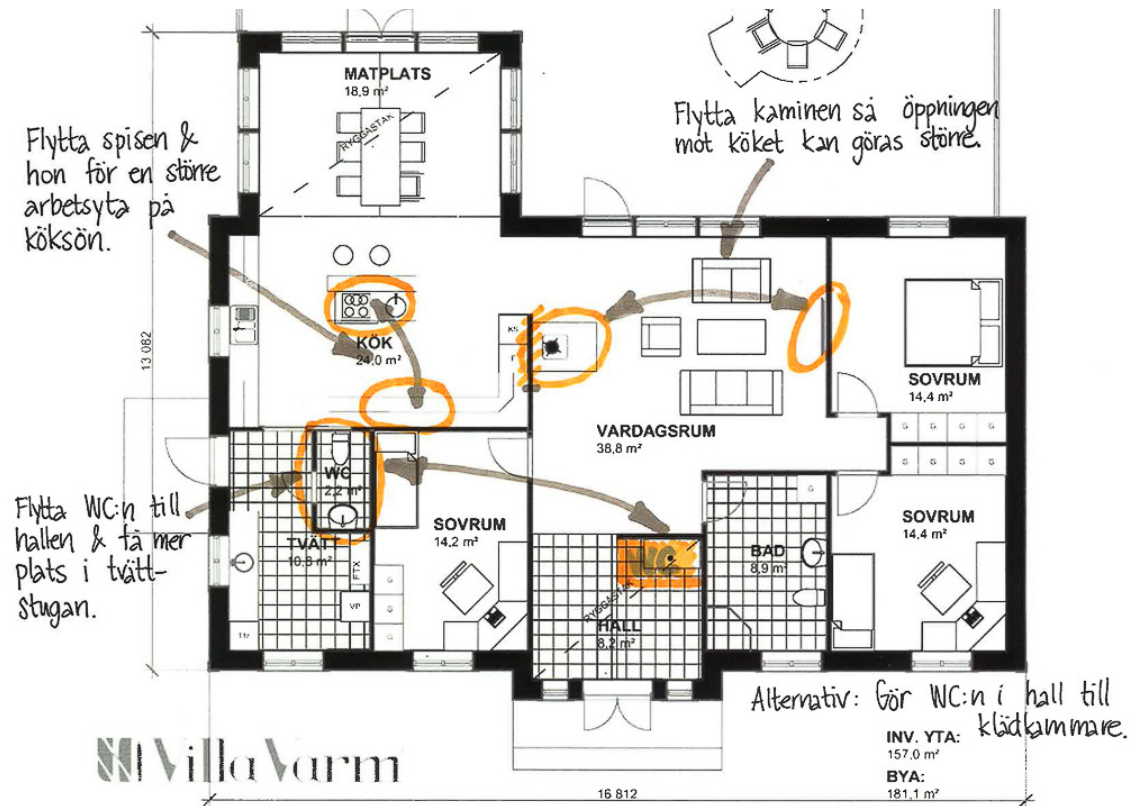 MATPLATS
18,9 m²
RYGGÅSTAK
Flytta spisen &
hon för en större
arbetsyta på
köksön.
Flytta kaminen så öppningen
mot köket kan göras större.
13 082
KÖK
24,0 m²
KS
F
SOVRUM
14,4 m²
VARDAGSRUM
38,8 m²
WC
2,2 m²
Flytta WC:n till
hallen & få mer
plats i tvätt-
stugan.
TVÄTT
10,8 m²
FTX
VP
TM
SOVRUM
14,2 m²
WC
RYGGÅSTAK
HALL
8,2 m²
BAD
8,9 m²
SOVRUM
14,4 m²
Alternativ: Gör WC:n i hall till
klädkammare.
INV. YTA:
157,0 m²
BYA:
181,1 m²
VillaVarm
16 812